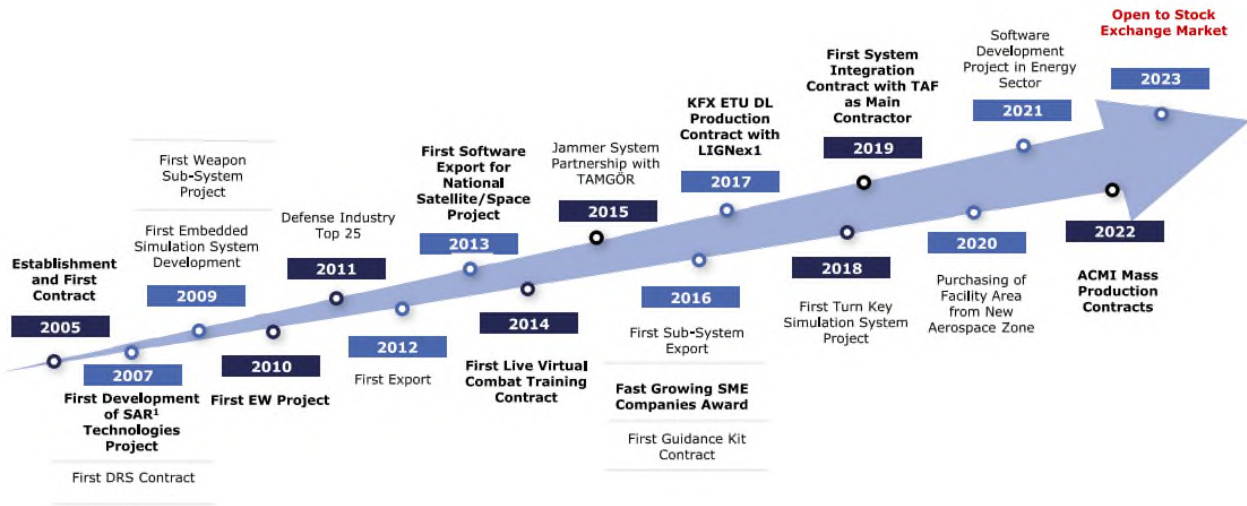 Establishment
and First
Contract
2005
2007
First Development
of SAR¹
Technologies
Project
First DRS Contract
First Weapon
Sub-System
Project
First Embedded
Simulation System
Development
2009
2010
First EW Project
Defense Industry
Top 25
2011
2012
First Export
First Software
Export for
National
Satellite/Space
Project
2013
2014
First Live Virtual
Combat Training
Contract
Jammer System
Partnership with
TAMGÖR
2015
2016
First Sub-System
Export
Fast Growing SME
Companies Award
First Guidance Kit
Contract
KFX ETU DL
Production
Contract with
LIGNex1
2017
2018
First Turn Key
Simulation System
Project
First System
Integration
Contract with TAF
as Main
Contractor
2019
2020
Purchasing of
Facility Area
from New
Aerospace Zone
Software
Development
Project in Energy
Sector
2021
2022
ACMI Mass
Production
Contracts
Open to Stock
Exchange Market
2023